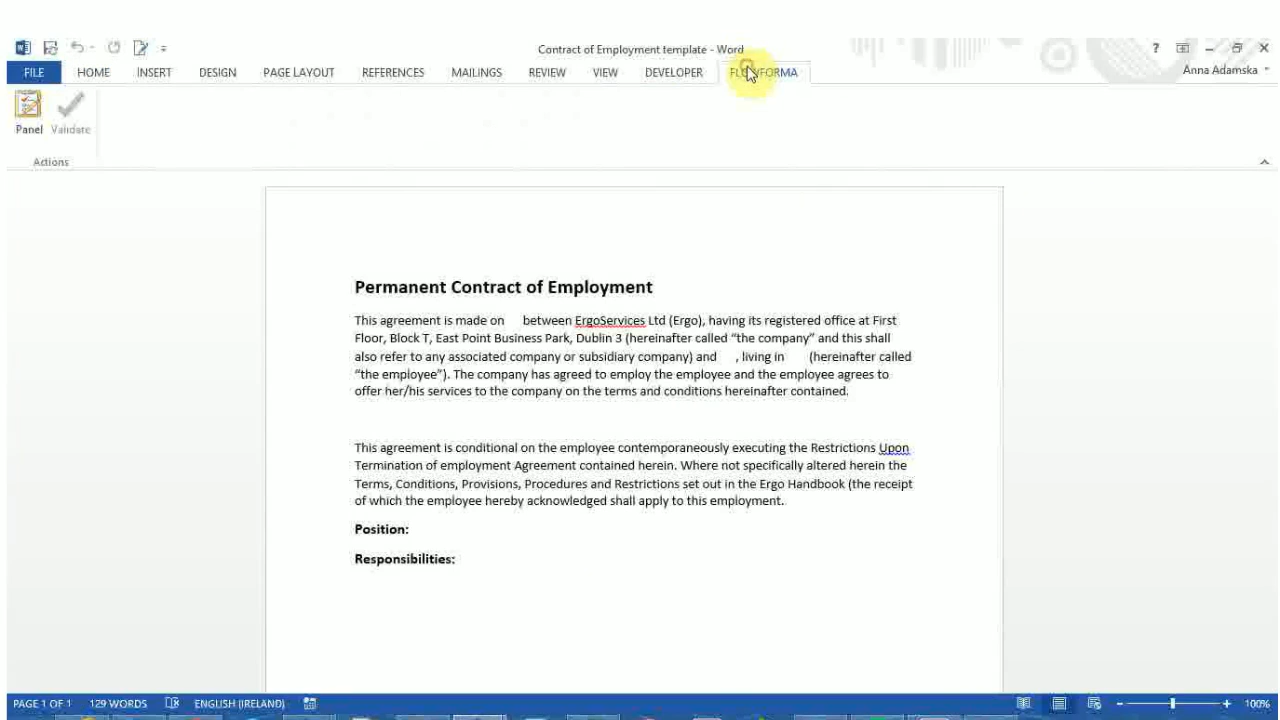 Contract of Employment template - Word
?
FILE HOME INSERT DESIGN PAGE LAYOUT REFERENCES MAILINGS REVIEW VIEW DEVELOPER
Anna Adamska
Panel Validate
Actions
Permanent Contract of Employment
This agreement is made on between ErgoServices Ltd (Ergo), having its registered office at First
Floor, Block T, East Point Business Park, Dublin 3 (hereinafter called “the company” and this shall
also refer to any associated company or subsidiary company) and , living in (hereinafter called
“the employee”). The company has agreed to employ the employee and the employee agrees to
offer her/his services to the company on the terms and conditions hereinafter contained.
This agreement is conditional on the employee contemporaneously executing the Restrictions Upon
Termination of employment Agreement contained herein. Where not specifically altered herein the
Terms, Conditions, Provisions, Procedures and Restrictions set out in the Ergo Handbook (the receipt
of which the employee hereby acknowledged shall apply to this employment.
Position:
Responsibilities:
PAGE 1 OF 1 129 WORDS ENGLISH (IRELAND) 100%